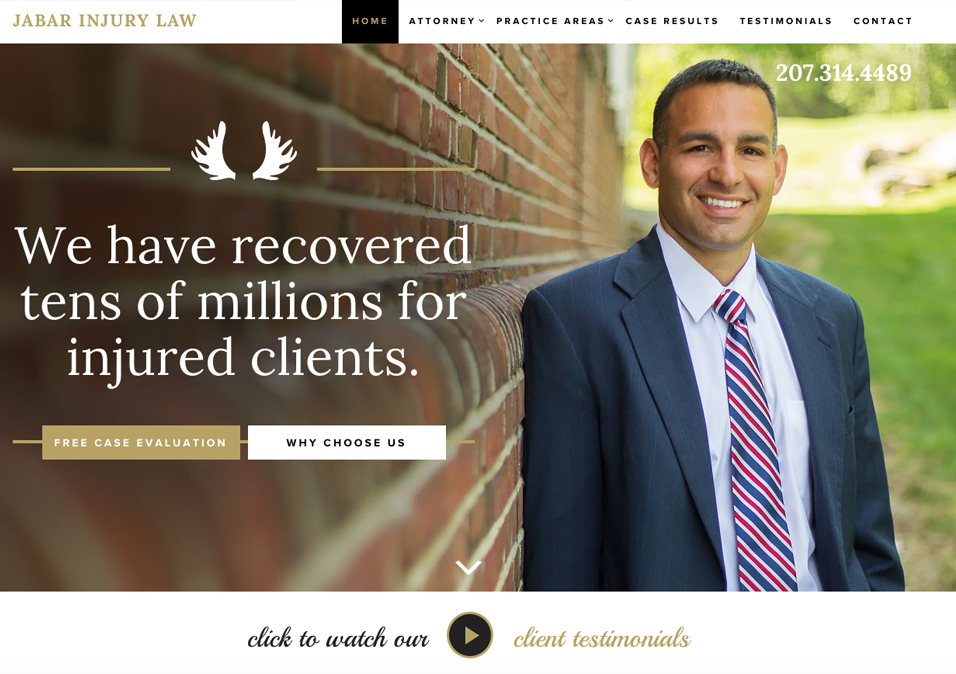 JABAR INJURY LAW
HOME ATTORNEY PRACTICE AREAS CASE RESULTS TESTIMONIALS CONTACT
207.314.4489
We have recovered
tens of millions for
injured clients.
FREE CASE EVALUATION WHY CHOOSE US
click to watch our client testimonials